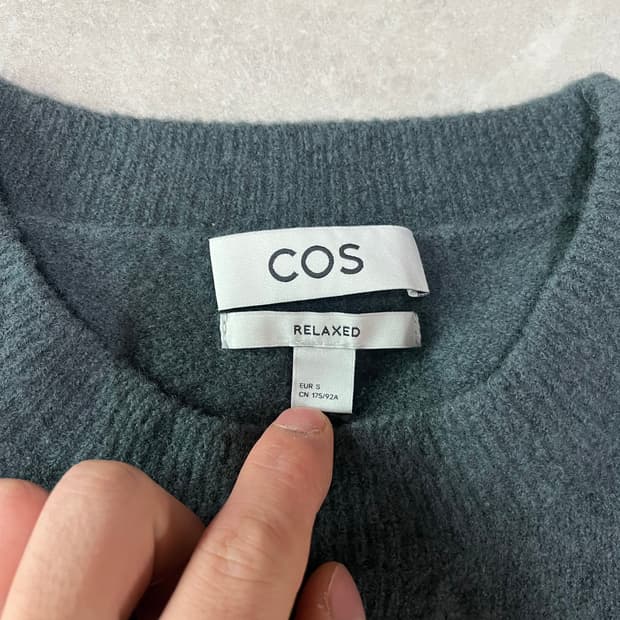 COS
RELAXED
EUR S
CN 175/92A